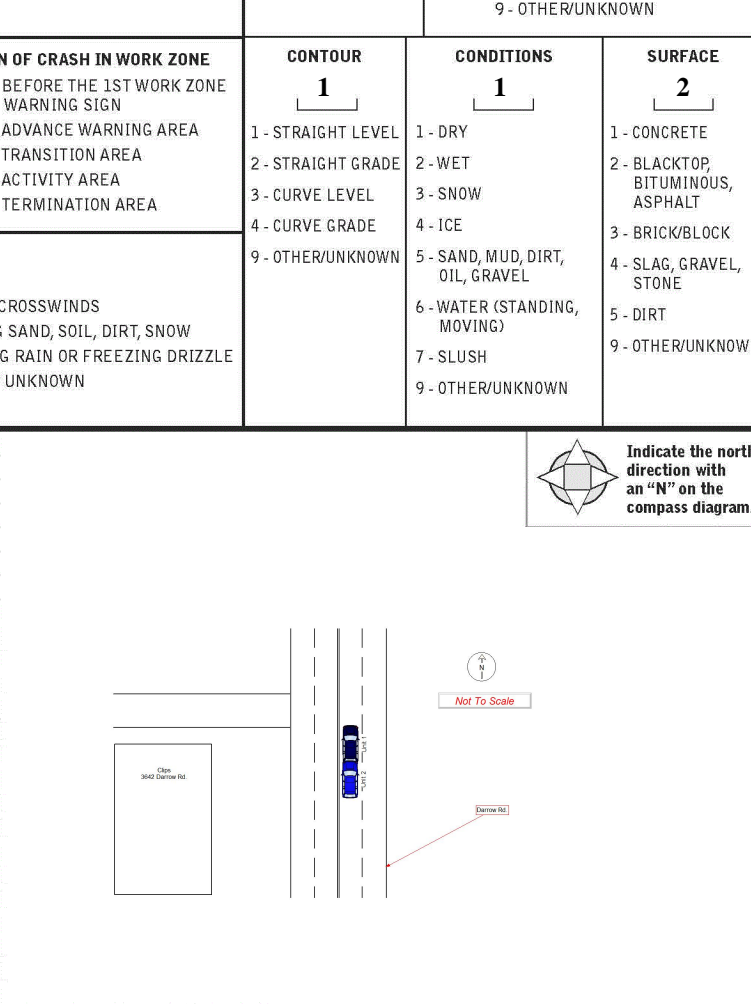 9 - OTHER/UNKNOWN
N OF CRASH IN WORK ZONE
BEFORE THE 1ST WORK ZONE
WARNING SIGN
ADVANCE WARNING AREA
TRANSITION AREA
ACTIVITY AREA
TERMINATION AREA
CROSSWINDS
G SAND, SOIL, DIRT, SNOW
G RAIN OR FREEZING DRIZZLE
UNKNOWN
CONTOUR
1
1 - STRAIGHT LEVEL
2 - STRAIGHT GRADE
3 - CURVE LEVEL
4 - CURVE GRADE
9 - OTHER/UNKNOWN
CONDITIONS
1
1 - DRY
2 - WET
3 - SNOW
4 - ICE
5 - SAND, MUD, DIRT,
OIL, GRAVEL
6 - WATER (STANDING,
MOVING)
7 - SLUSH
9 - OTHER/UNKNOWN
SURFACE
2
1 - CONCRETE
2 - BLACKTOP,
BITUMINOUS,
ASPHALT
3 - BRICK/BLOCK
4 - SLAG, GRAVEL,
STONE
5 - DIRT
9 - OTHER/UNKNOW
Indicate the nort
direction with
an “N” on the
compass diagram.
N
Not To Scale
Unit 1
Unit 2
Clips
3642 Darrow Rd.
Darrow Rd.